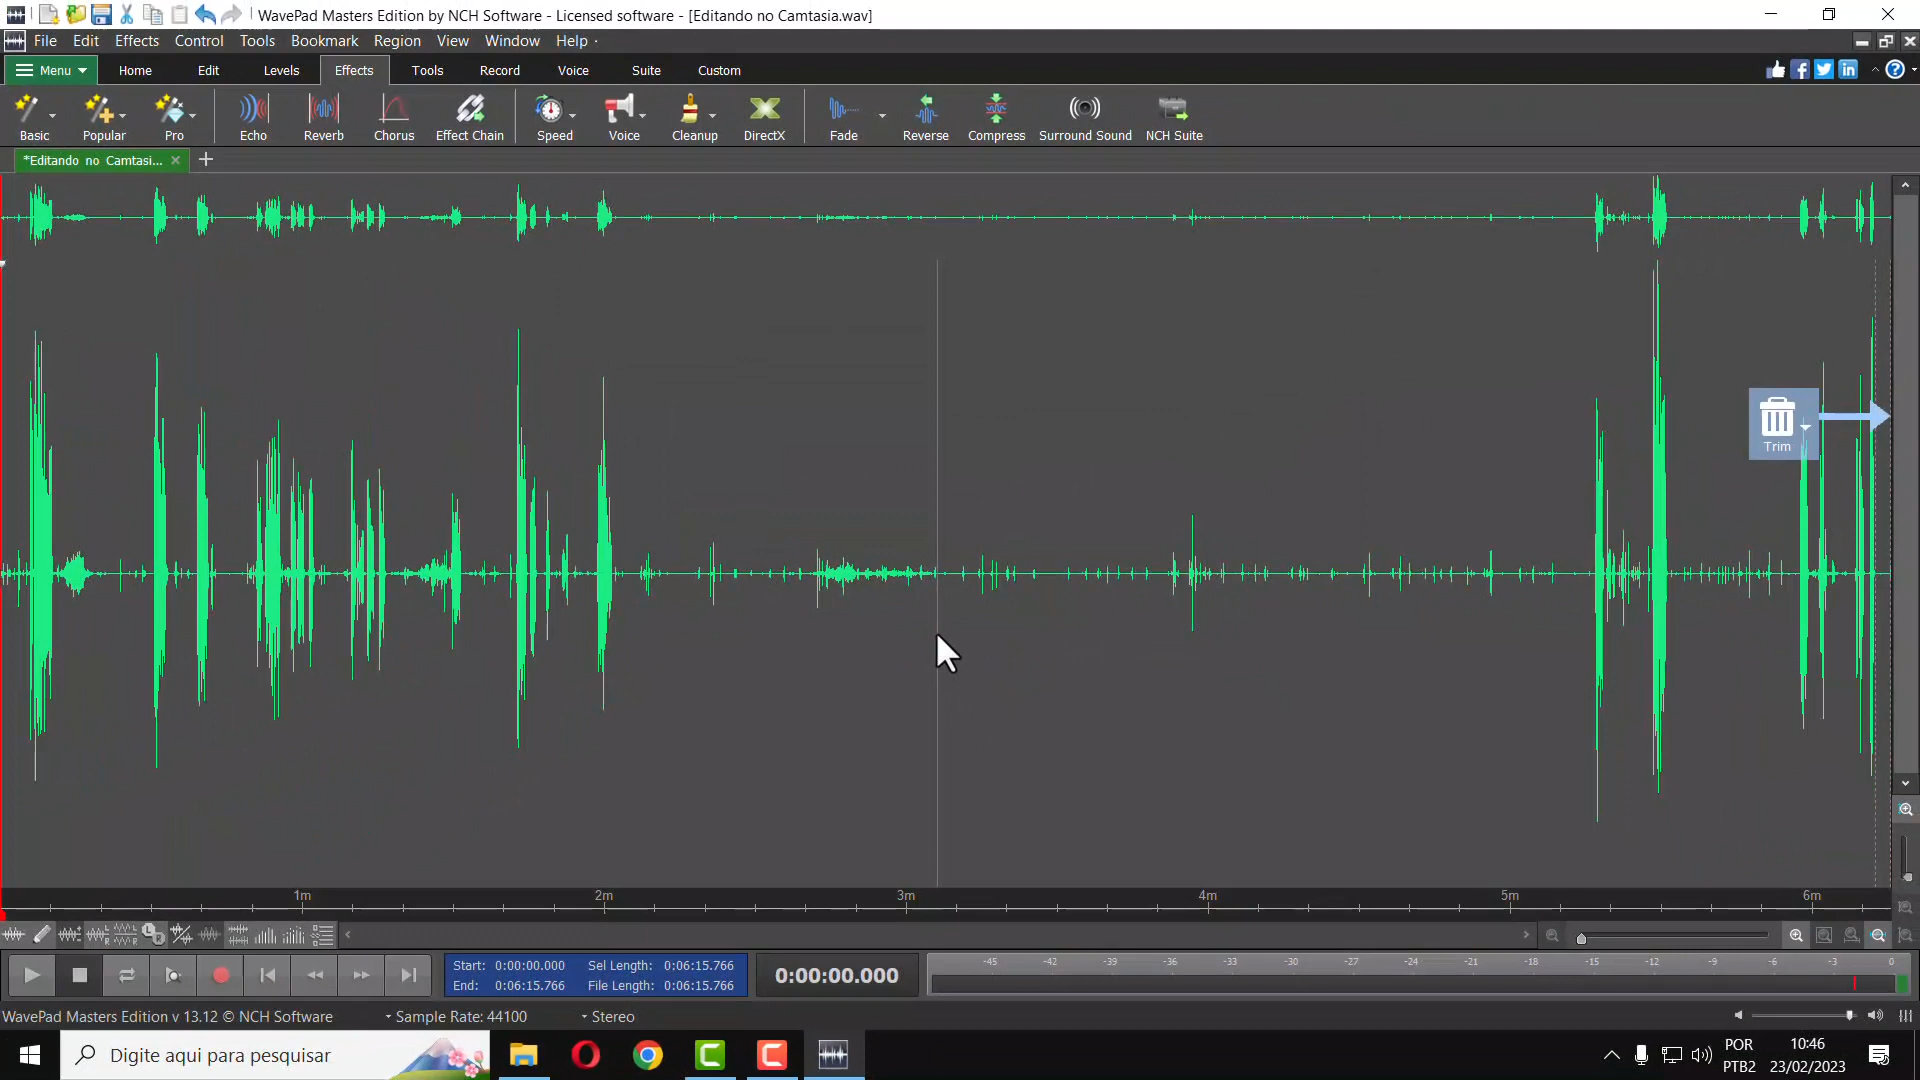 WavePad Masters Edition by NCH Software - Licensed software - [Editando no Camtasia.wav]
File Edit Effects Control Tools Bookmark Region View Window Help
Menu Home Edit Levels Effects Tools Record Voice Suite Custom
Basic Popular Pro Echo Reverb Chorus Effect Chain Speed Voice Cleanup DirectX Fade Reverse Compress Surround Sound NCH Suite
*Editando no Camtasi...
Trim
1m 2m 3m 4m 5m 6m
Start: 0:00:00.000 Sel Length: 0:06:15.766
End: 0:06:15.766 File Length: 0:06:15.766
0:00:00.000
-45 -42 -39 -36 -33 -30 -27 -24 -21 -18 -15 -12 -9 -6 -3 0
WavePad Masters Edition v 13.12 © NCH Software Sample Rate: 44100 Stereo
Digite aqui para pesquisar
POR
PTB2
10:46
23/02/2023